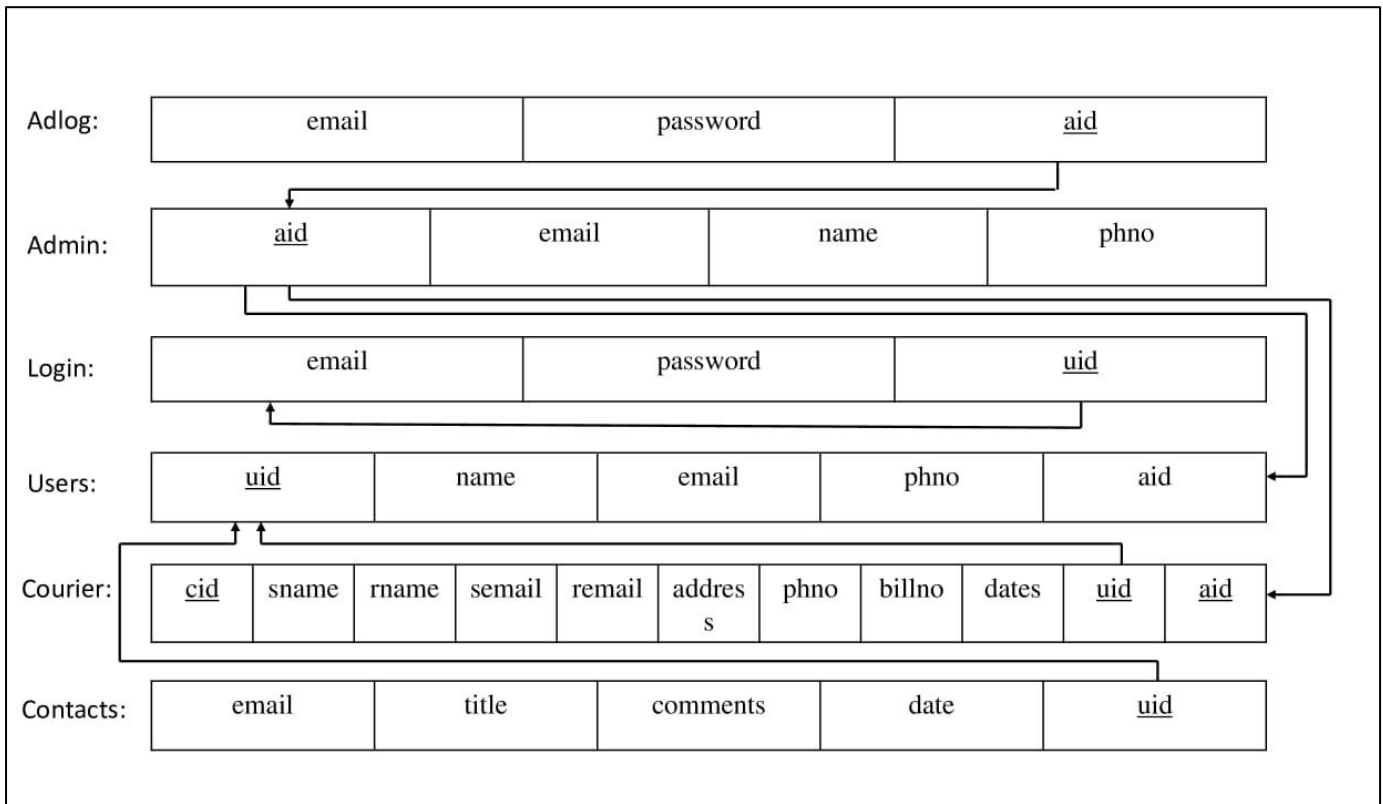 Adlog: email password aid
Admin: aid email name phno
Login: email password uid
Users: uid name email phno aid
Courier: cid sname rname semail remail addres phno billno dates uid aid
s
Contacts: email title comments date uid